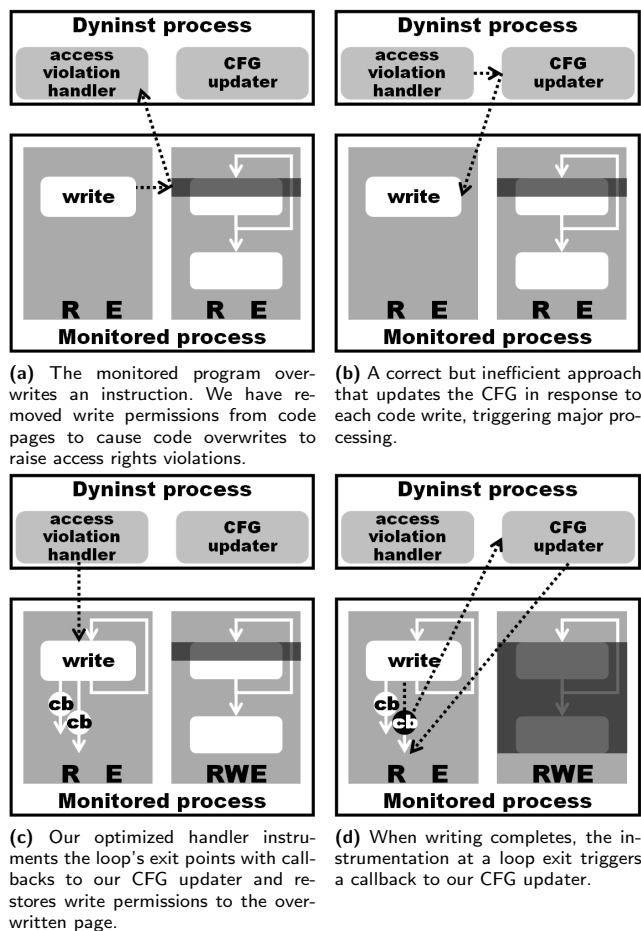 Dyninst process
access
violation
handler
CFG
updater
write
R E
R E
Monitored process
(a) The monitored program over-
writes an instruction. We have re-
moved write permissions from code
pages to cause code overwrites to
raise access rights violations.
Dyninst process
access
violation
handler
CFG
updater
write
R E
R E
Monitored process
(b) A correct but inefficient approach
that updates the CFG in response to
each code write, triggering major pro-
cessing.
Dyninst process
access
violation
handler
CFG
updater
write
cb
cb
R E
RWE
Monitored process
(c) Our optimized handler instru-
ments the loop's exit points with call-
backs to our CFG updater and re-
stores write permissions to the over-
written page.
Dyninst process
access
violation
handler
CFG
updater
write
cb
cb
R E
RWE
Monitored process
(d) When writing completes, the in-
strumentation at a loop exit triggers
a callback to our CFG updater.